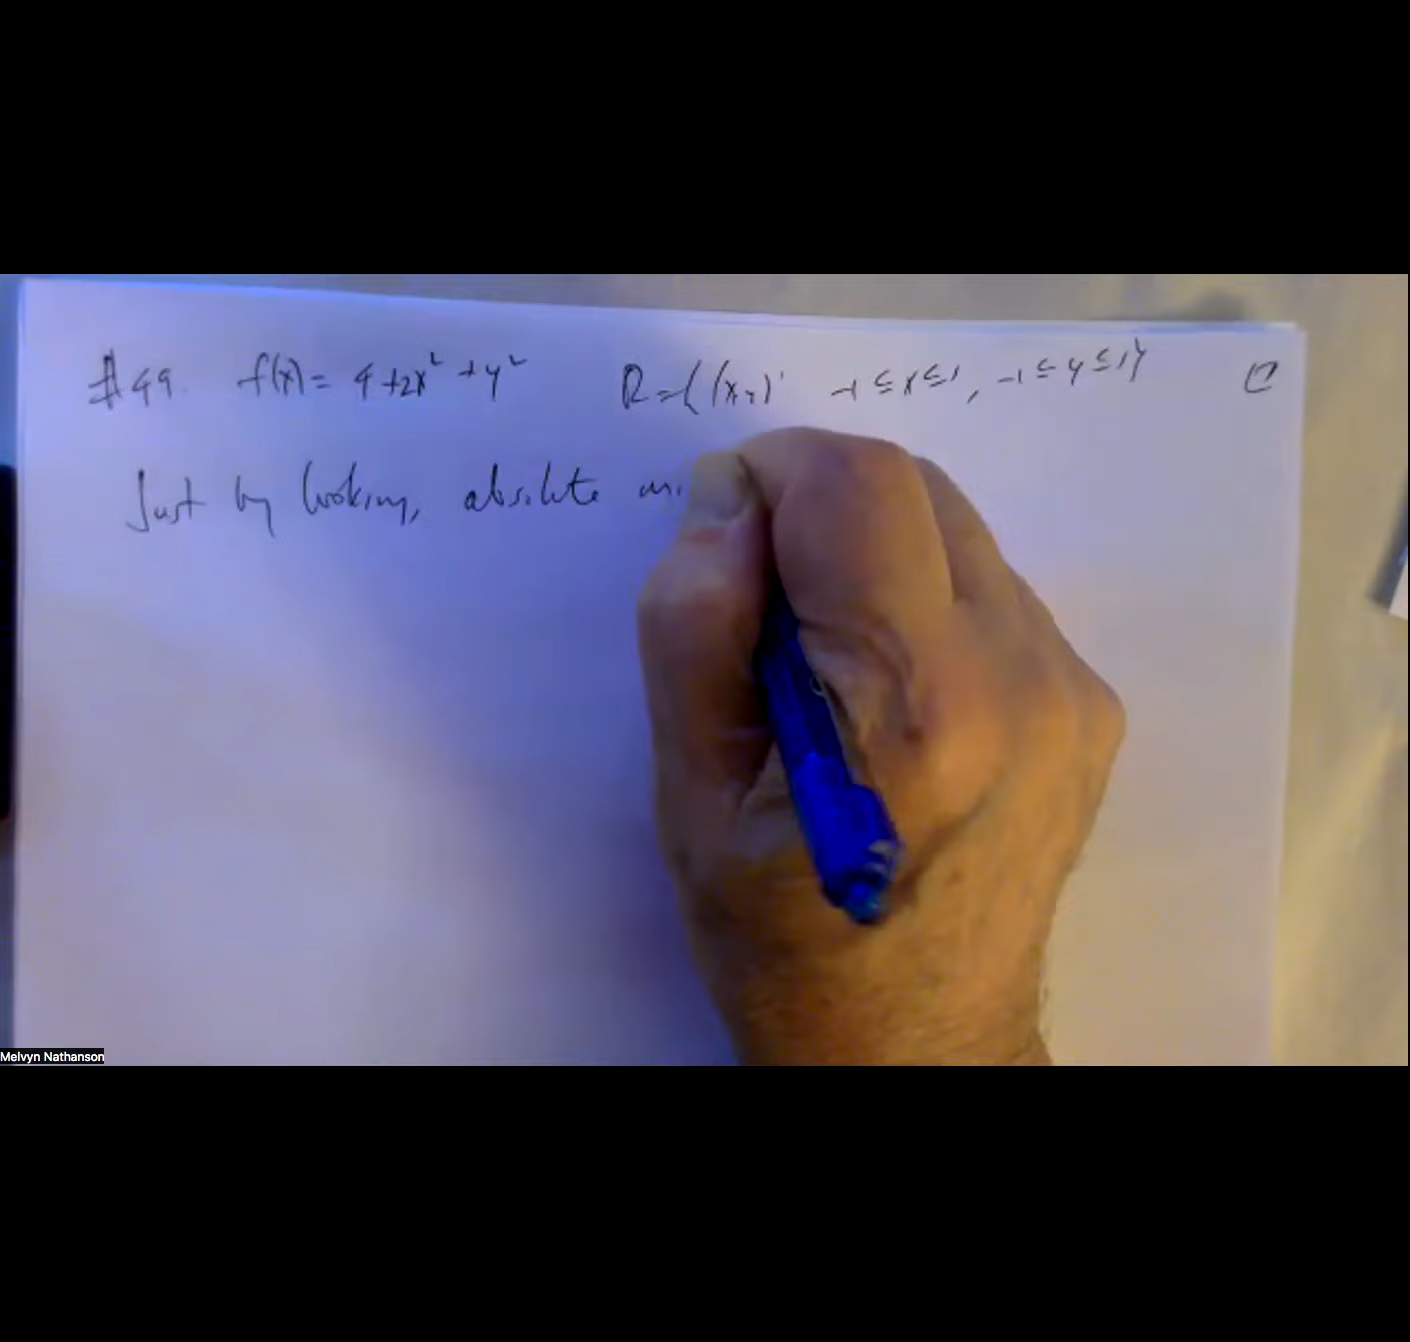 #49. f(x) = 4 + 2x² + y² R = {(x,y) -1 ≤ x ≤ 1, -1 ≤ y ≤ 1}
Just by looking, absolute
Melvyn Nathanson